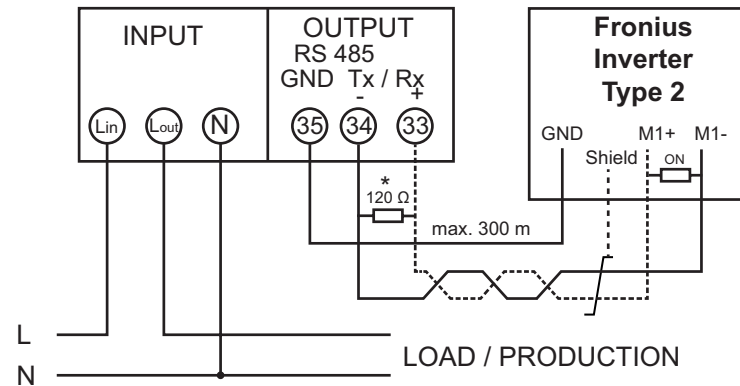 INPUT
OUTPUT
RS 485
GND Tx / Rx
- +
Lin Lout N
35 34 33
*
120 Ω
max. 300 m
Fronius
Inverter
Type 2
GND M1+ M1-
Shield ON
L
N
LOAD / PRODUCTION